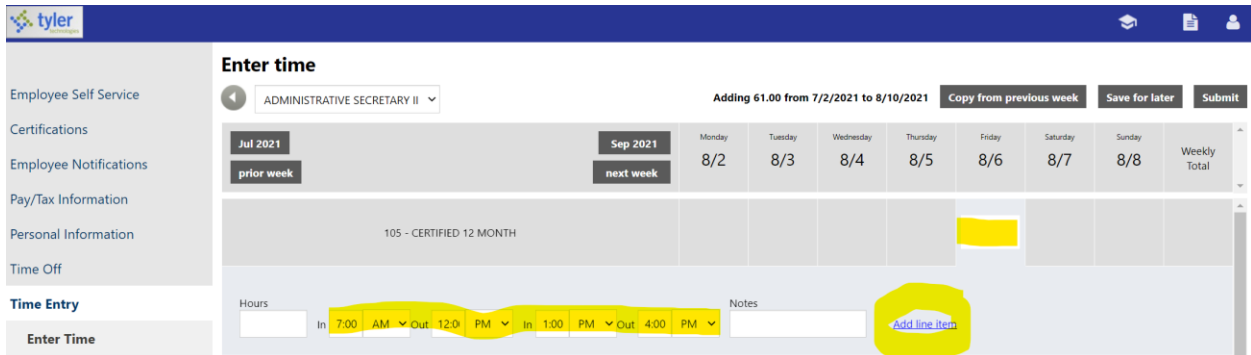 tyler
technologies
Enter time
Employee Self Service
ADMINISTRATIVE SECRETARY II
Adding 61.00 from 7/2/2021 to 8/10/2021
Copy from previous week
Save for later
Submit
Certifications
Employee Notifications
Pay/Tax Information
Personal Information
Time Off
Time Entry
Enter Time
Jul 2021
Sep 2021
prior week
next week
Monday
8/2
Tuesday
8/3
Wednesday
8/4
Thursday
8/5
Friday
8/6
Saturday
8/7
Sunday
8/8
Weekly
Total
105 - CERTIFIED 12 MONTH
Hours
Notes
In 7:00 AM Out 12:0 PM In 1:00 PM Out 4:00 PM
Add line item